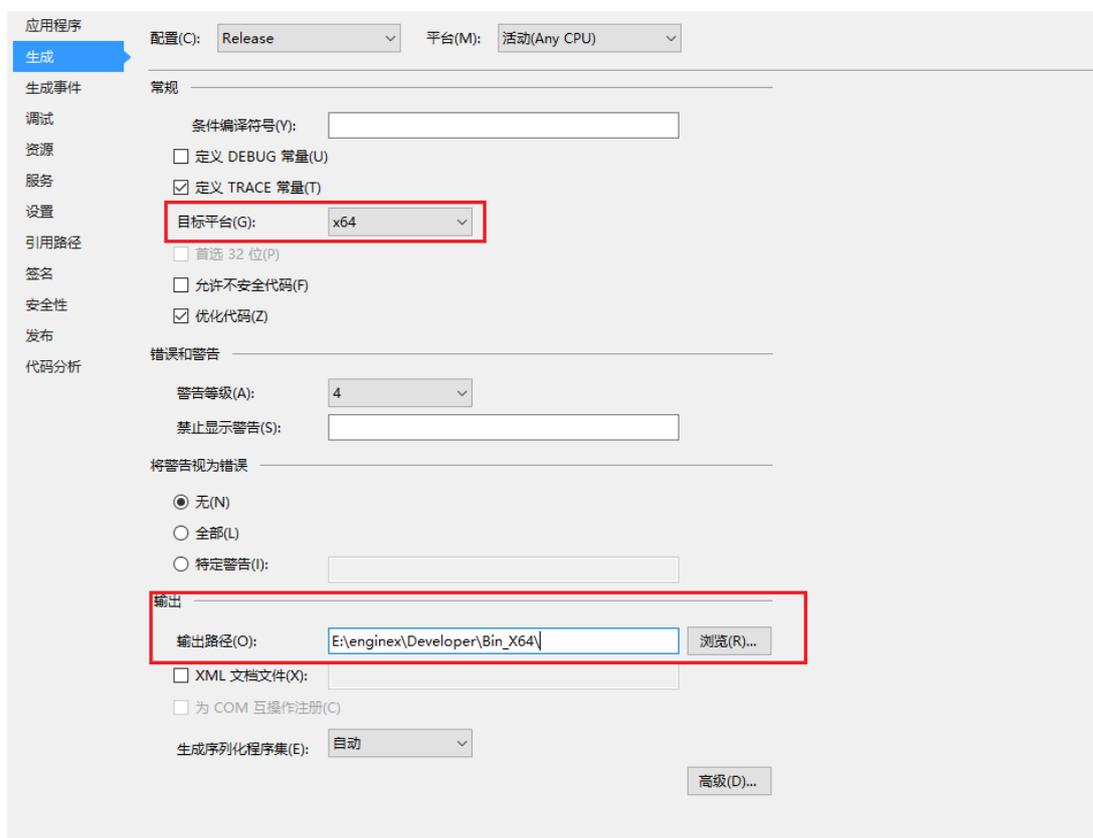 应用程序
生成
生成事件
调试
资源
服务
设置
引用路径
签名
安全性
发布
代码分析
配置(C): Release 平台(M): 活动(Any CPU)
常规
条件编译符号(Y):
定义 DEBUG 常量(U)
定义 TRACE 常量(T)
目标平台(G): x64
首选 32 位(P)
允许不安全代码(F)
优化代码(Z)
错误和警告
警告等级(A): 4
禁止显示警告(S):
将警告视为错误
无(N)
全部(L)
特定警告(I):
输出
输出路径(O): E:\enginex\Developer\Bin_X64\ 浏览(R)...
XML 文档文件(X):
为 COM 互操作注册(C)
生成序列化程序集(E): 自动
高级(D)...